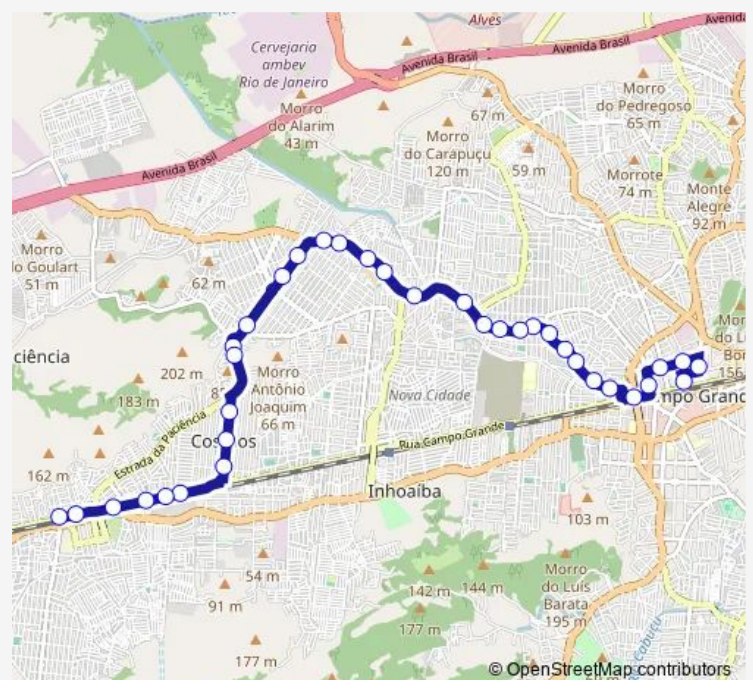 Alves
Avenida
Avenida Brasil
Avenida Brasil
Cervejaria
ambev
Rio de Janeiro
Morro
do Pedregoso
65 m
67 m
Morro
do Alarim
43 m
Morro
do Carapuçu
120 m
59 m
Morrote
74 m
Avenida Brasil
Monte
Alegre
92 m
Morro
lo Goulart
51 m
62 m
ciência
202 m
183 m
Morro
Antônio
Joaquim
66 m
Nova Cidade
156
mpo Grand
Estrada da Paciência
Rua Campo Grande
162 m
Inhoaíba
103 m
54 m
91 m
142 m
144 m
Morro
do Luís
Barata
195 m
177 m
177 m
© OpenStreetMap contributors